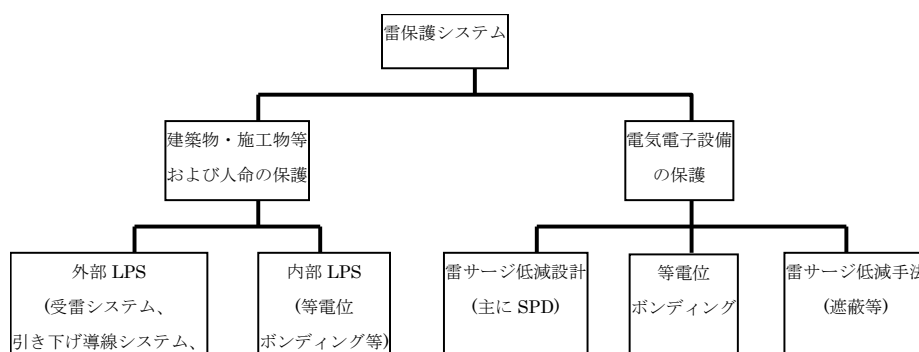 雷保護システム
建築物・施工物等
および人命の保護
電気電子設備
の保護
外部 LPS
(受雷システム、
引き下げ導線システム、
内部 LPS
(等電位
ボンディング等)
雷サージ低減設計
(主に SPD)
等電位
ボンディング
雷サージ低減手法
(遮蔽等)